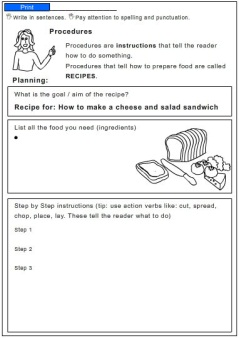 Print
Write in sentences. Pay attention to spelling and punctuation.
Procedures
Procedures are instructions that tell the reader
how to do something.
Procedures that tell how to prepare food are called
RECIPES.
Planning:
What is the goal / aim of the recipe?
Recipe for: How to make a cheese and salad sandwich
List all the food you need (ingredients)
Step by Step instructions (tip: use action verbs like: cut, spread,
chop, place, lay. These tell the reader what to do)
Step 1
Step 2
Step 3